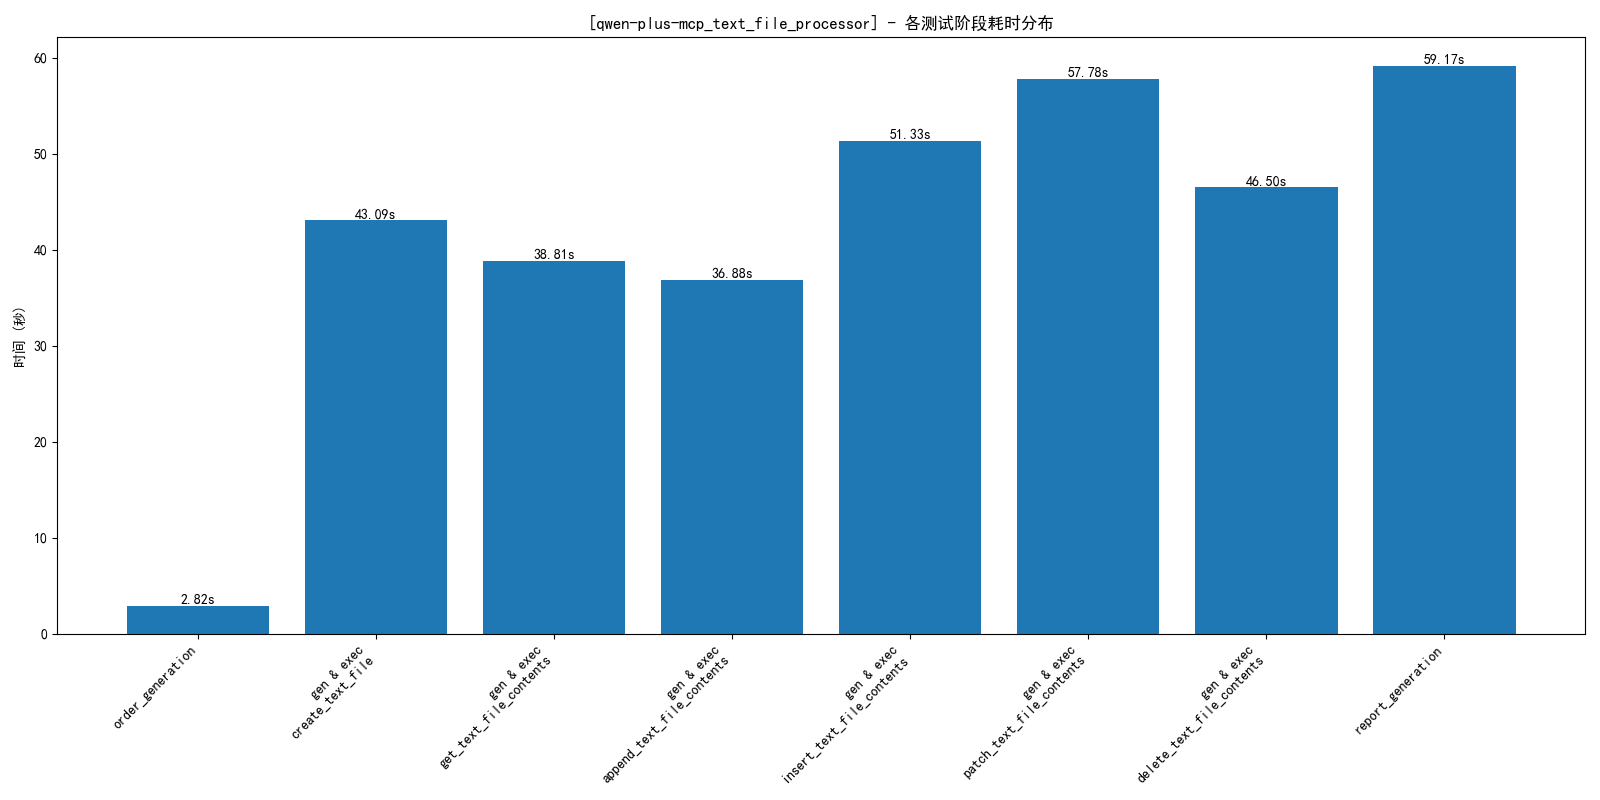 [qwen-plus-mcp_text_file_processor] - 各测试阶段耗时分布
时间 (秒)
60
50
40
30
20
10
0
2.82s
43.09s
38.81s
36.88s
51.33s
57.78s
46.50s
59.17s
order_generation
gen & exec
create_text_file
gen & exec
get_text_file_contents
gen & exec
append_text_file_contents
gen & exec
insert_text_file_contents
gen & exec
patch_text_file_contents
gen & exec
delete_text_file_contents
report_generation